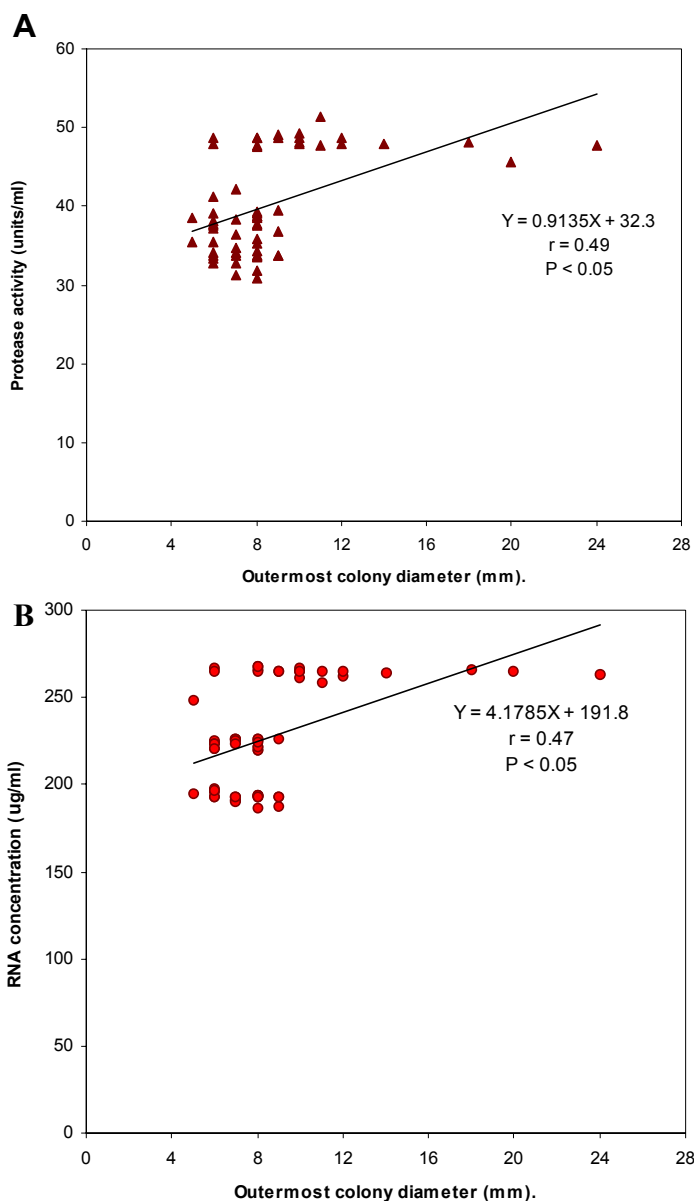 A
60
50
40
30
20
10
0
Protease activity (units/ml)
Y = 0.9135X + 32.3
r = 0.49
P < 0.05
0 4 8 12 16 20 24 28
Outermost colony diameter (mm).
B
300
250
200
150
100
50
0
RNA concentration ( ug/ml)
Y = 4.1785X + 191.8
r = 0.47
P < 0.05
0 4 8 12 16 20 24 28
Outermost colony diameter (mm).